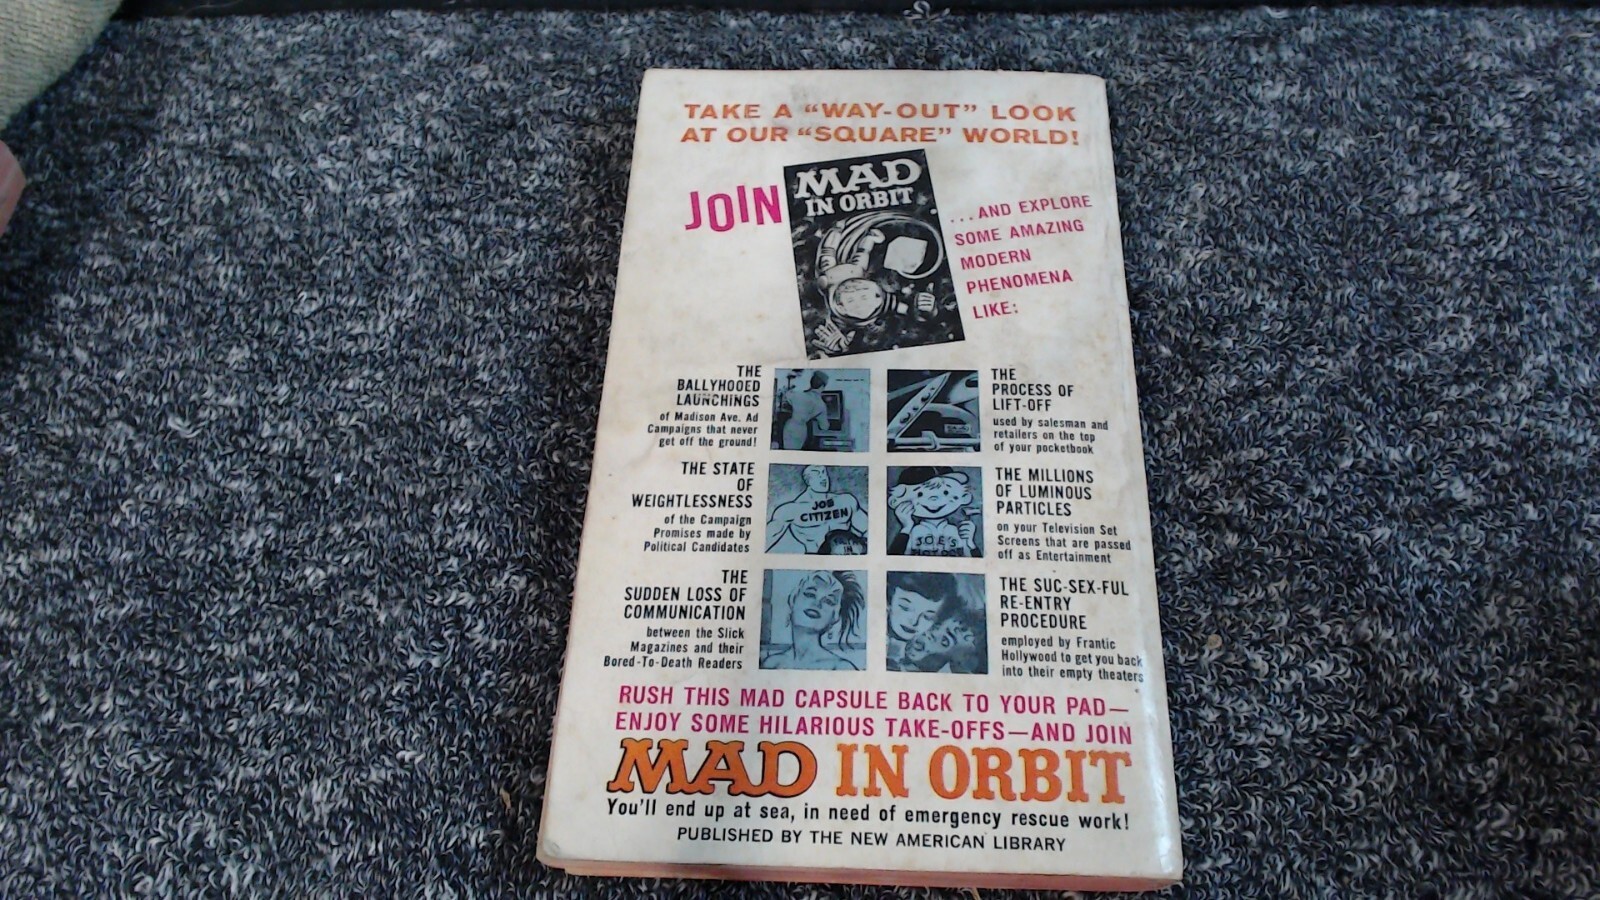 TAKE A “WAY-OUT” LOOK
AT OUR “SQUARE” WORLD!
JOIN
MAD
IN ORBIT
...AND EXPLORE
SOME AMAZING
MODERN
PHENOMENA
LIKE:
THE
BALLYHOOED
LAUNCHINGS
of Madison Ave. Ad
Campaigns that never
get off the ground!
THE
PROCESS OF
LIFT-OFF
used by salesman and
retailers on the top
of your pocketbook
THE STATE
OF
WEIGHTLESSNESS
of the Campaign
Promises made by
Political Candidates
JOB
CITIZEN
JOE'S
THE MILLIONS
OF LUMINOUS
PARTICLES
on your Television Set
Screens that are passed
off as Entertainment
THE
SUDDEN LOSS OF
COMMUNICATION
between the Slick
Magazines and their
Bored-To-Death Readers
THE SUC-SEX-FUL
RE-ENTRY
PROCEDURE
employed by Frantic
Hollywood to get you back
into their empty theaters
RUSH THIS MAD CAPSULE BACK TO YOUR PAD—
ENJOY SOME HILARIOUS TAKE-OFFS—AND JOIN
MAD IN ORBIT
You'll end up at sea, in need of emergency rescue work!
PUBLISHED BY THE NEW AMERICAN LIBRARY